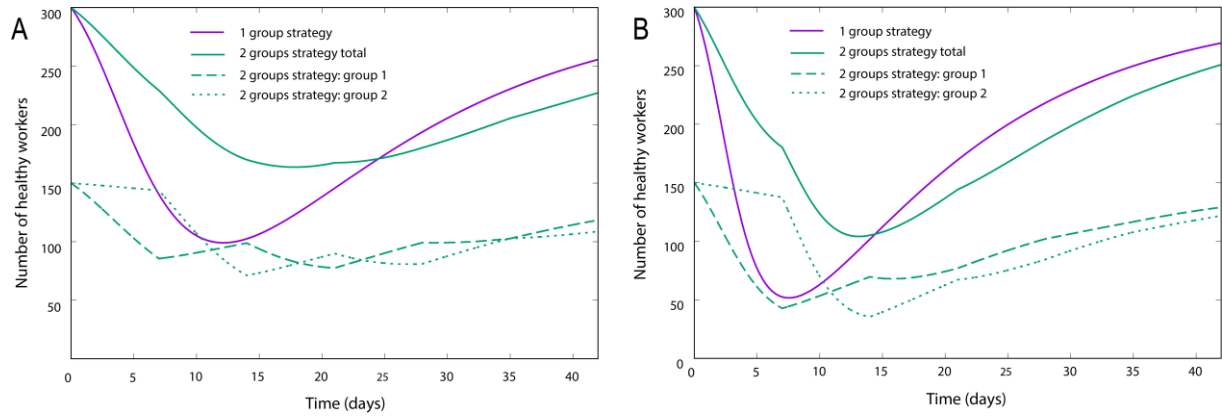 A
300
250
200
150
100
50
0
5
10
15
20
25
30
35
40
Number of healthy workers
Time (days)
1 group strategy
2 groups strategy total
2 groups strategy: group 1
2 groups strategy: group 2
B
300
250
200
150
100
50
0
0
5
10
15
20
25
30
35
40
Number of healthy workers
Time (days)
1 group strategy
2 groups strategy total
2 groups strategy: group 1
2 groups strategy: group 2